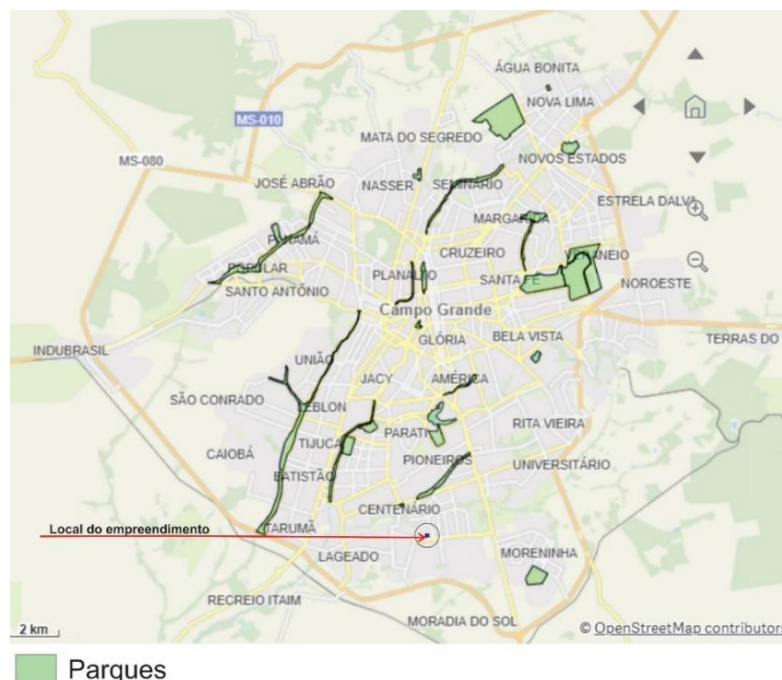 ÁGUA BONITA
NOVA LIMA
MS-010
MATA DO SEGREDO
MS-080
NOVOS ESTADOS
JOSÉ ABRÃO
NASSER
SEMINÁRIO
ESTRELA DALVA
MARGARIDA
PANAMÁ
CRUZEIRO
POPULAR
PLANALTO
SANTA FÉ
NOROESTE
SANTO ANTÔNIO
Campo Grande
GLÓRIA
BELA VISTA
TERRAS DO
INDUBRASIL
UNIÃO
JACY
AMÉRICA
SÃO CONRADO
LEBLON
RITA VIEIRA
TIJUCA
PARATI
CAIOBÁ
PIONEIROS
UNIVERSITÁRIO
BATISTÃO
CENTENÁRIO
Local do empreendimento
TARUMÃ
LAGEADO
MORENINHA
RECREIO ITAIM
MORADIA DO SOL
2 km
© OpenStreetMap contributors
Parques